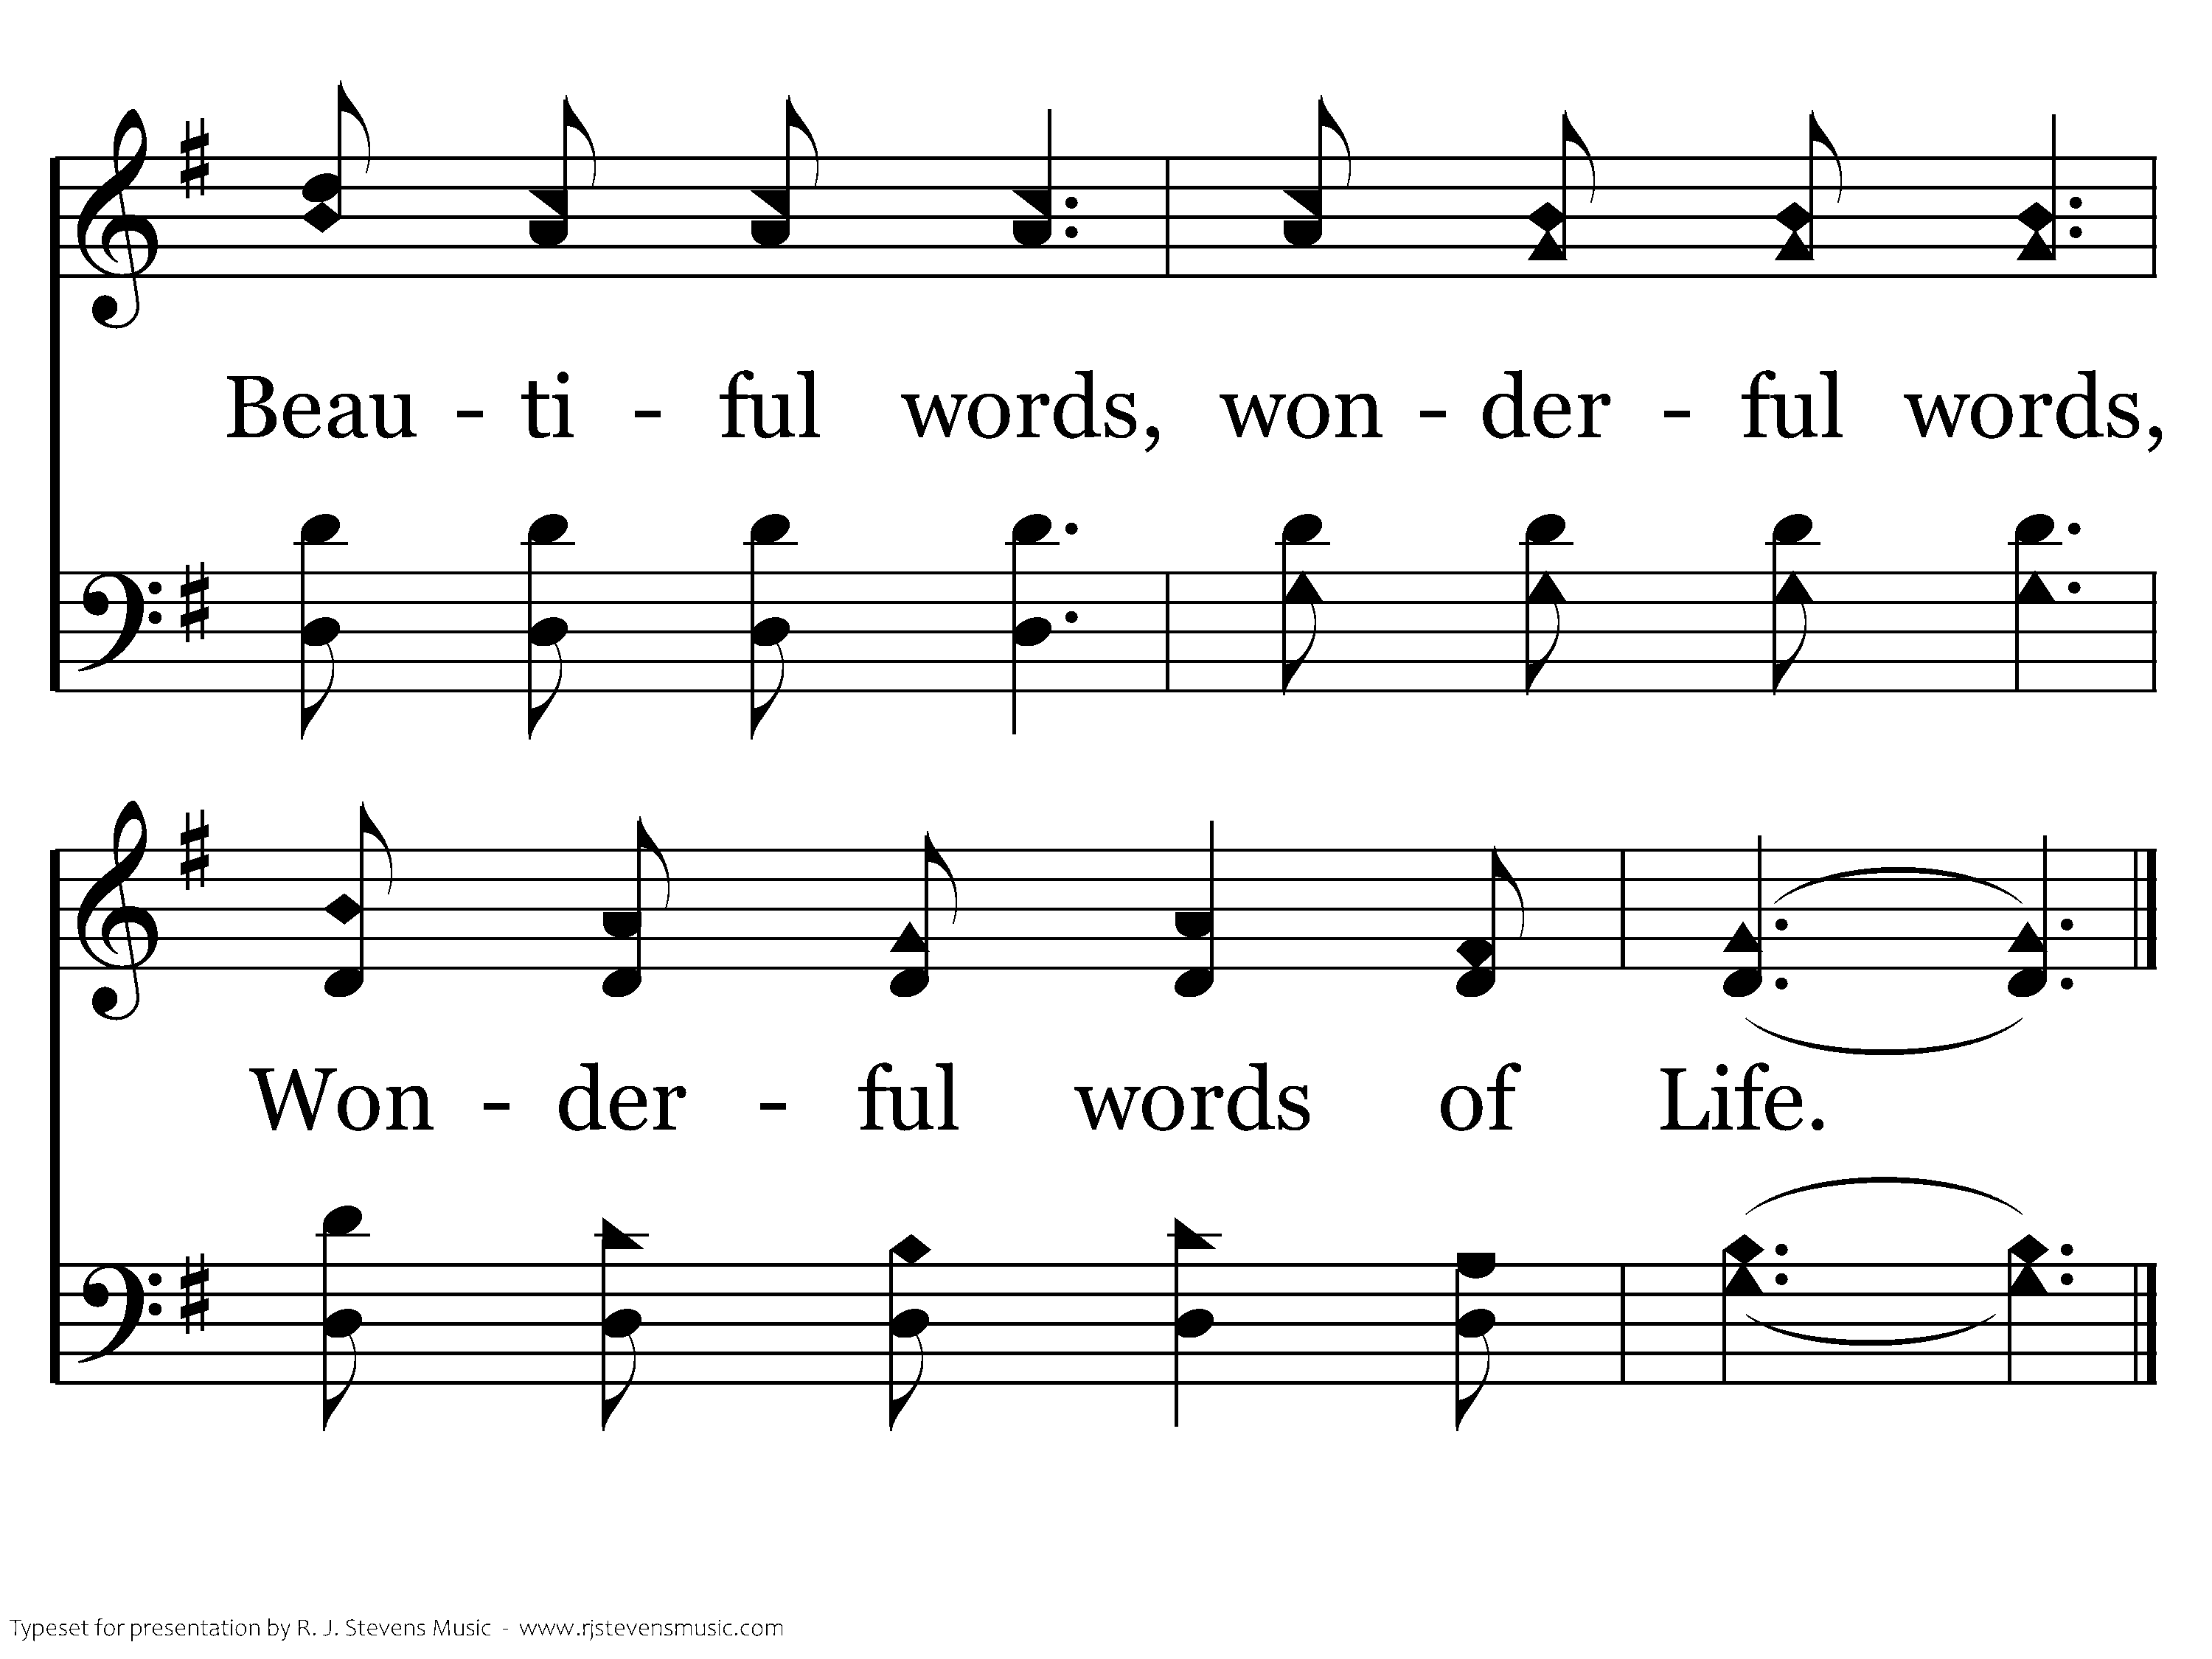 Beau - ti - ful words, won - der - ful words,
Won - der - ful words of Life.
Typeset for presentation by R. J. Stevens Music - www.rjstevensmusic.com